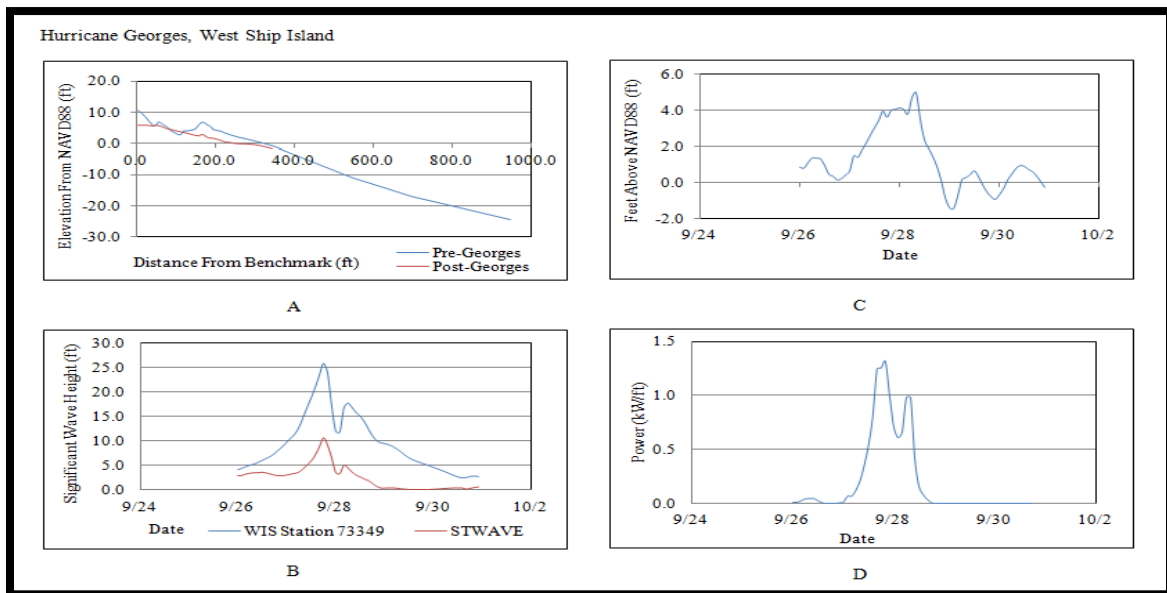 Hurricane Georges, West Ship Island
Elevation From NAVD88 (ft)
20.0
10.0
0.0
-10.0
-20.0
-30.0
0.0 200.0 400.0 600.0 800.0 1000.0
Distance From Benchmark (ft)
Pre-Georges
Post-Georges
A
Feet Above NAVD88 (ft)
6.0
4.0
2.0
0.0
-2.0
9/24 9/26 9/28 9/30 10/2
Date
C
Significant Wave Height (ft)
30.0
25.0
20.0
15.0
10.0
5.0
0.0
9/24 9/26 9/28 9/30 10/2
Date WIS Station 73349 STWAVE
B
Power (kW/ft)
1.5
1.0
0.5
0.0
9/24 9/26 9/28 9/30 10/2
Date
D